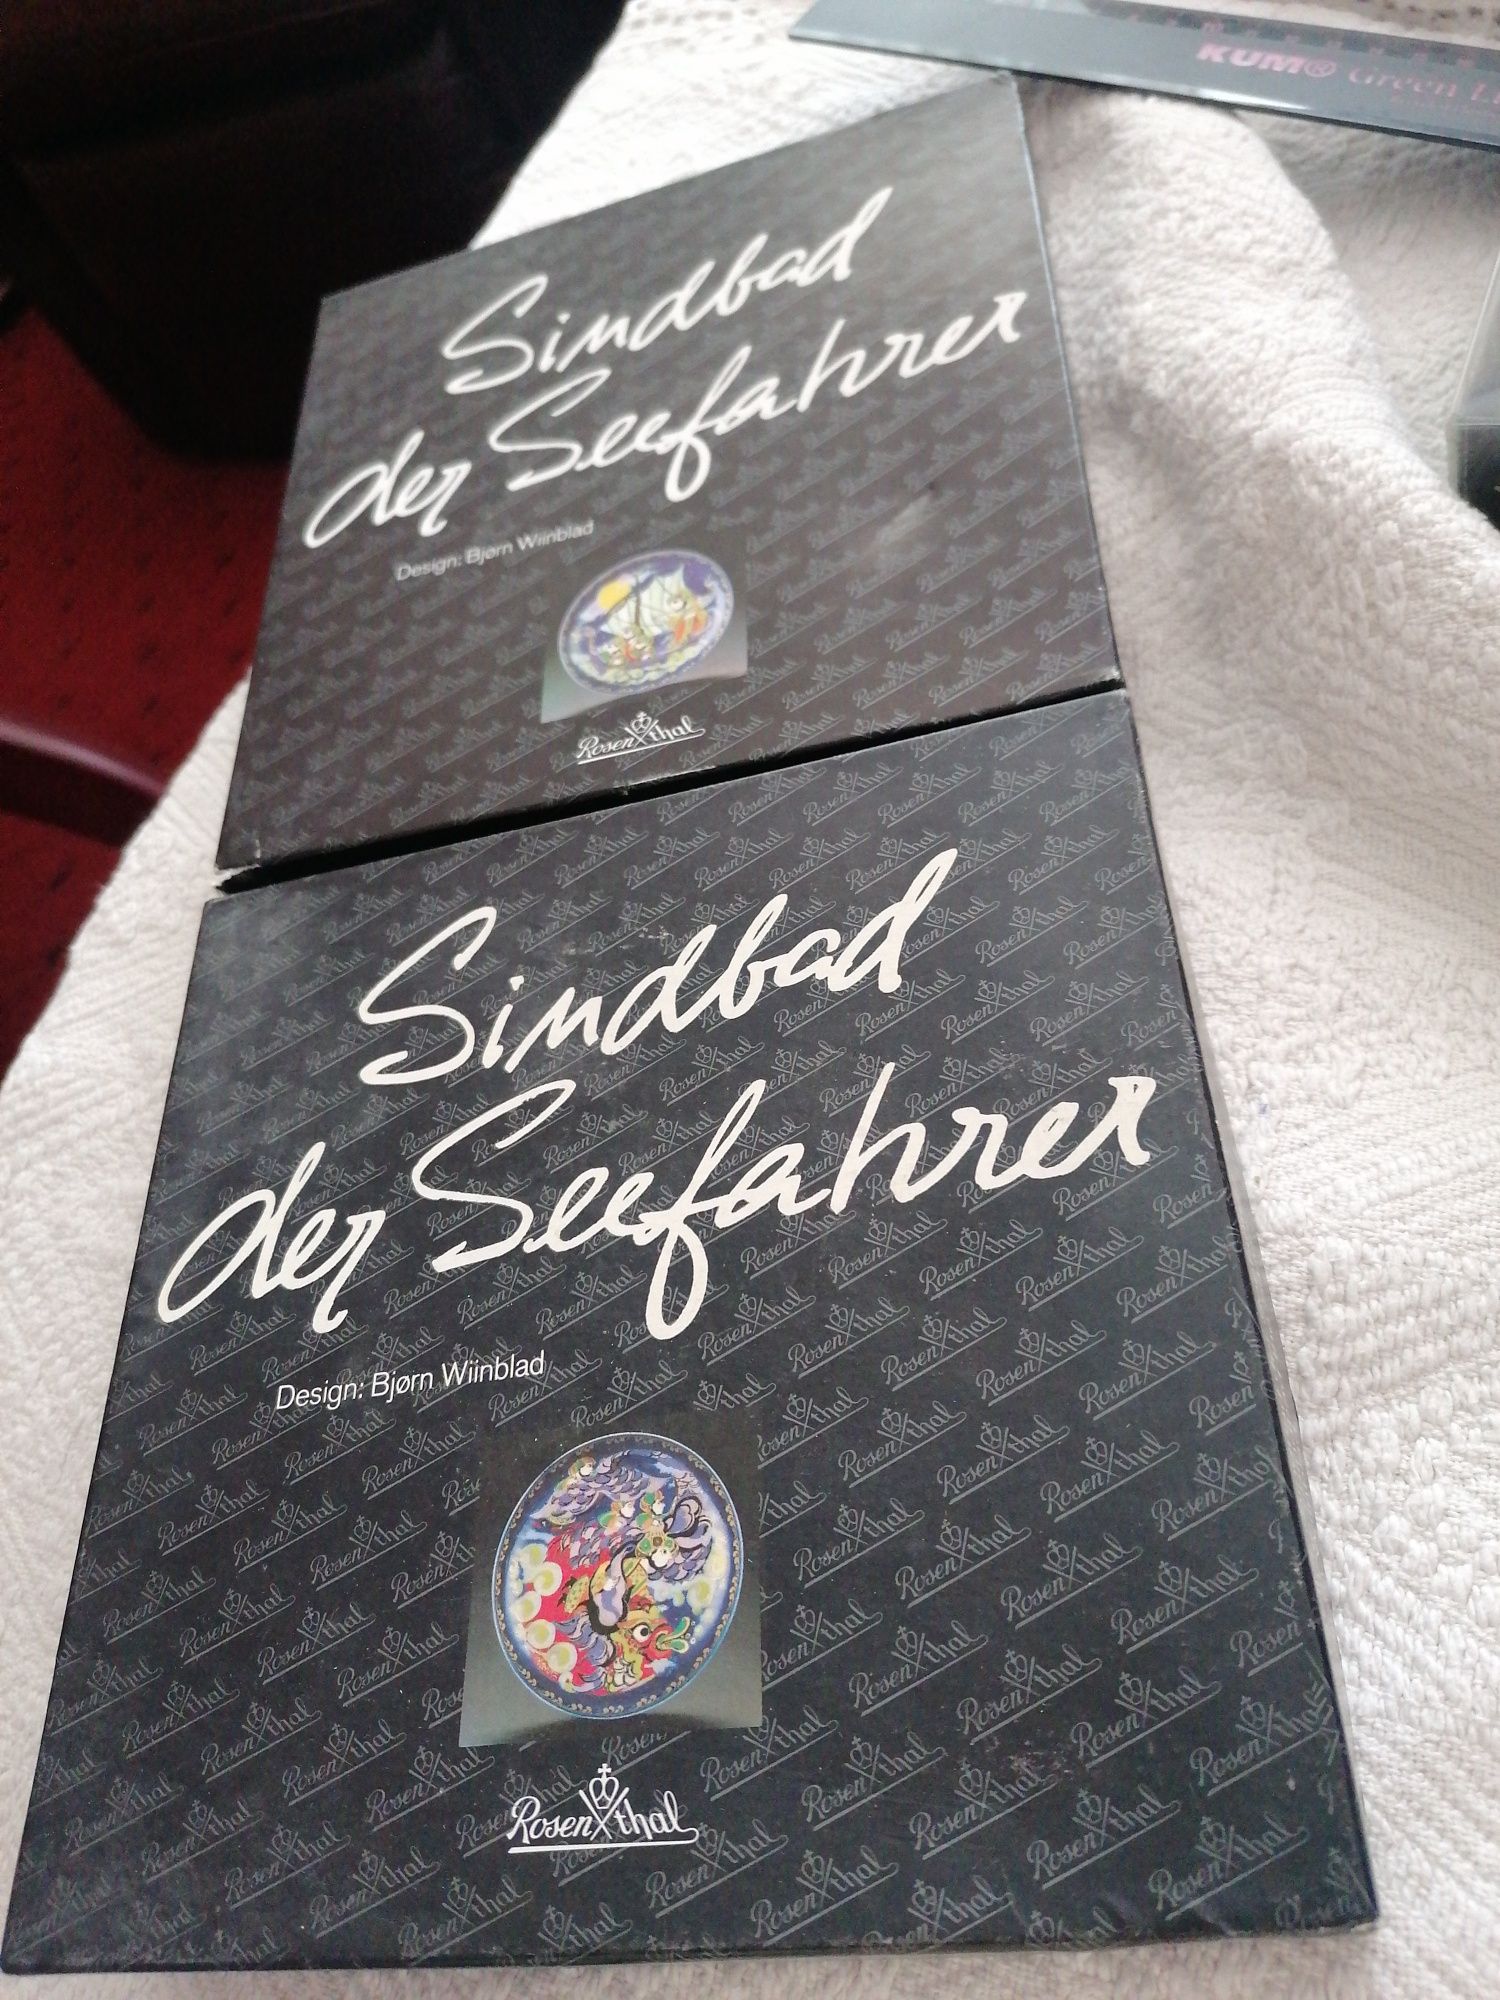 KUM® Green Li
Sindbad
der Seefahrer
Design: Bjørn Wiinblad
Rosenthal
Sindbad
der Seefahrer
Design: Bjørn Wiinblad
Rosenthal